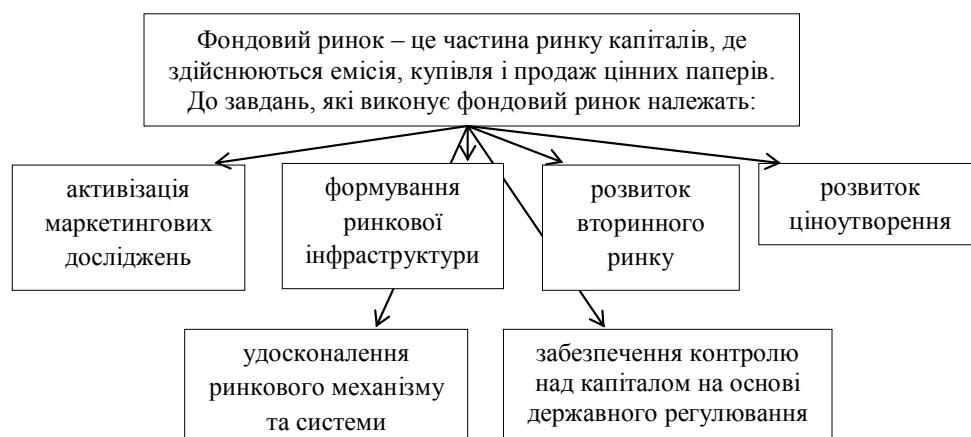 Фондовий ринок – це частина ринку капіталів, де
здійснюються емісія, купівля і продаж цінних паперів.
До завдань, які виконує фондовий ринок належать:
активізація
маркетингових
досліджень
формування
ринкової
інфраструктури
розвиток
вторинного
ринку
розвиток
ціноутворення
удосконалення
ринкового механізму
та системи
забезпечення контролю
над капіталом на основі
державного регулювання